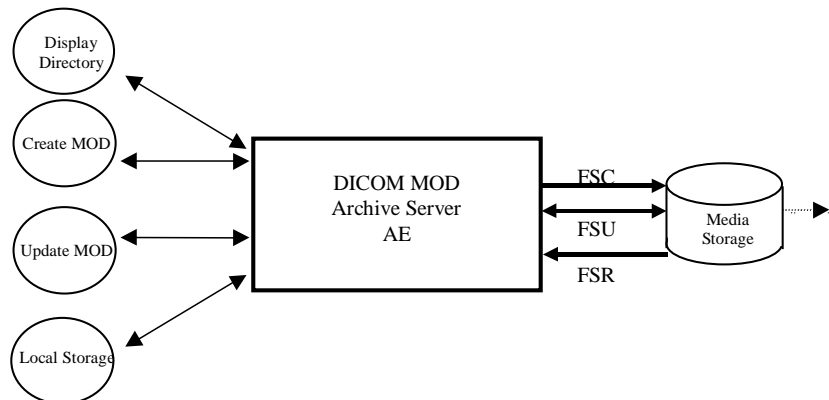 Display
Directory
Create MOD
Update MOD
Local Storage
DICOM MOD
Archive Server
AE
FSC
FSU
FSR
Media
Storage